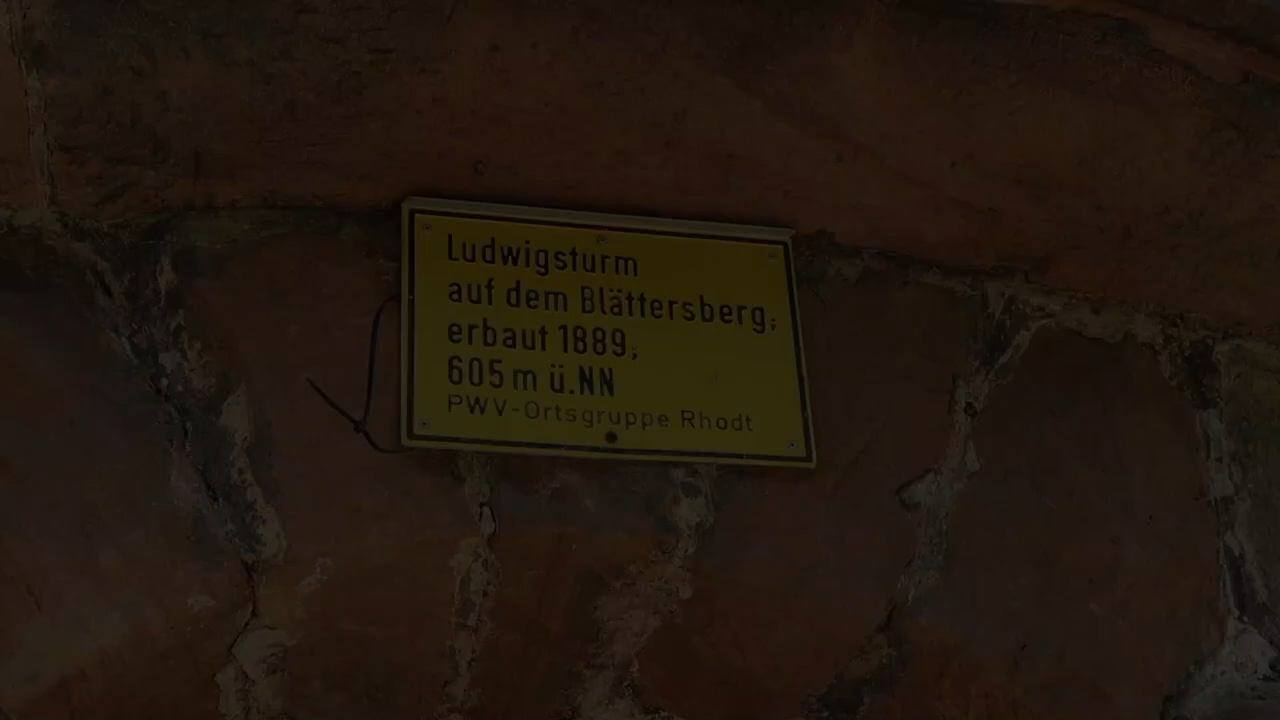 Ludwigsturm
auf dem Blättersberg;
erbaut 1889;
605 m ü.NN
PWV-Ortsgruppe Rhodt